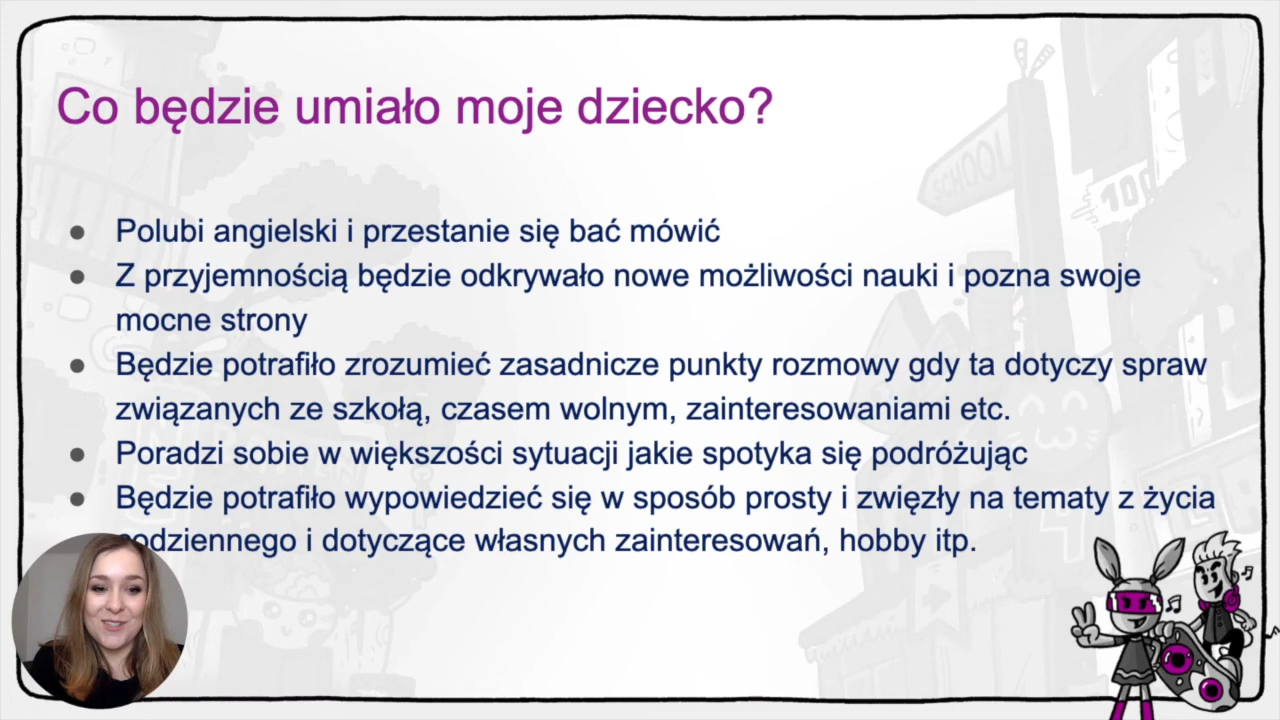 Co będzie umiało moje dziecko?
SCHOOL
100
● Polubi angielski i przestanie się bać mówić
● Z przyjemnością będzie odkrywało nowe możliwości nauki i pozna swoje
mocne strony
● Będzie potrafiło zrozumieć zasadnicze punkty rozmowy gdy ta dotyczy spraw
związanych ze szkołą, czasem wolnym, zainteresowaniami etc.
● Poradzi sobie w większości sytuacji jakie spotyka się podróżując
● Będzie potrafiło wypowiedzieć się w sposób prosty i zwięzły na tematy z życia
codziennego i dotyczące własnych zainteresowań, hobby itp.